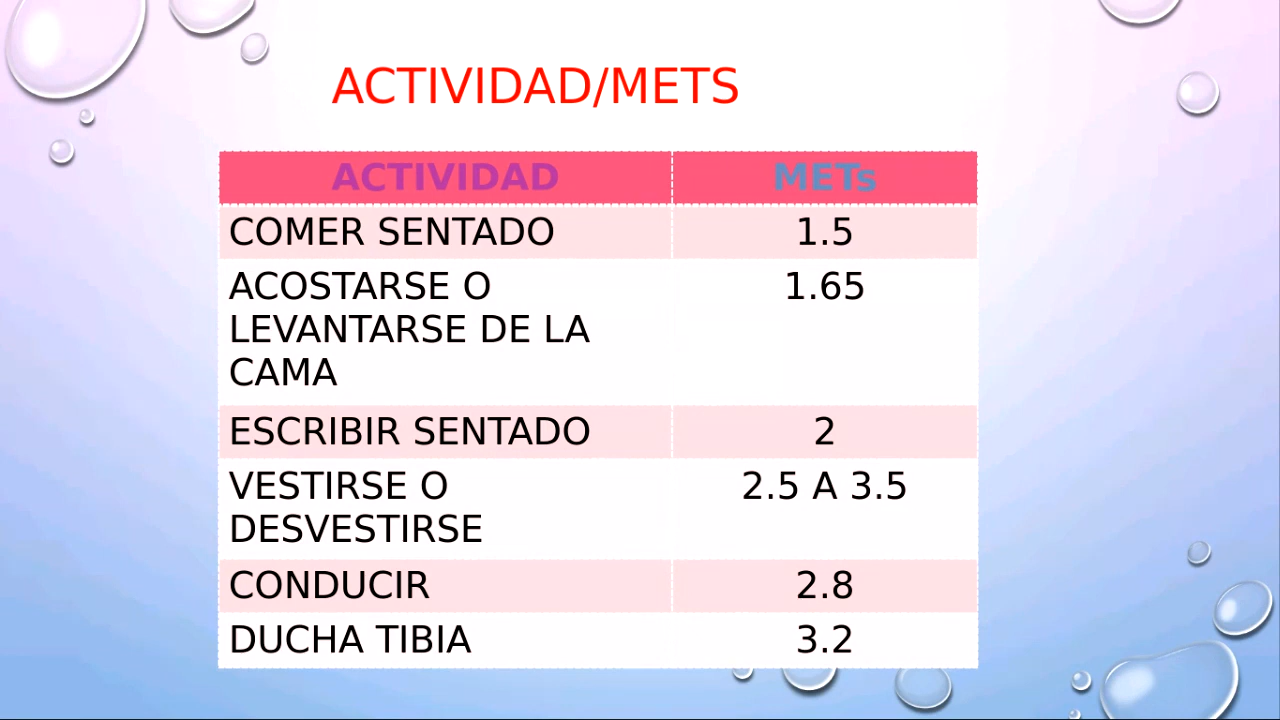 ACTIVIDAD/METS
ACTIVIDAD METs
COMER SENTADO 1.5
ACOSTARSE O 1.65
LEVANTARSE DE LA
CAMA
ESCRIBIR SENTADO 2
VESTIRSE O 2.5 A 3.5
DESVESTIRSE
CONDUCIR 2.8
DUCHA TIBIA 3.2